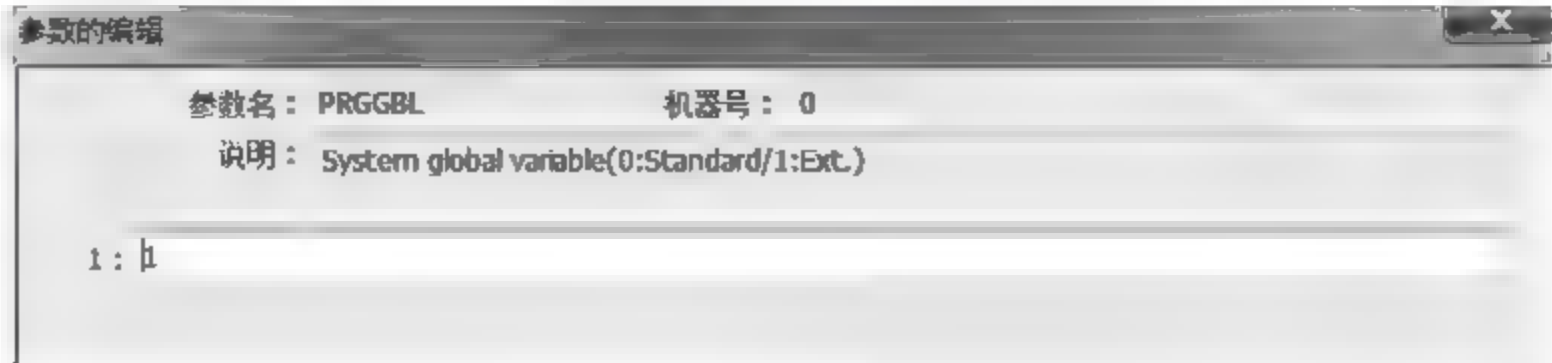 参数的编辑
参数名： PRGGBL 机器号： 0
说明： System global variable(0:Standard/1:Ext.)
1: 1